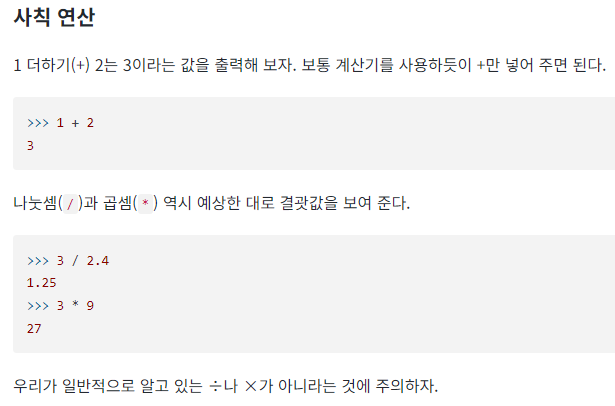 사칙 연산
1 더하기(+) 2는 3이라는 값을 출력해 보자. 보통 계산기를 사용하듯이 +만 넣어 주면 된다.
>>> 1 + 2
3
나눗셈(/)과 곱셈(*) 역시 예상한 대로 결괏값을 보여 준다.
>>> 3 / 2.4
1.25
>>> 3 * 9
27
우리가 일반적으로 알고 있는 ÷나 ×가 아니라는 것에 주의하자.